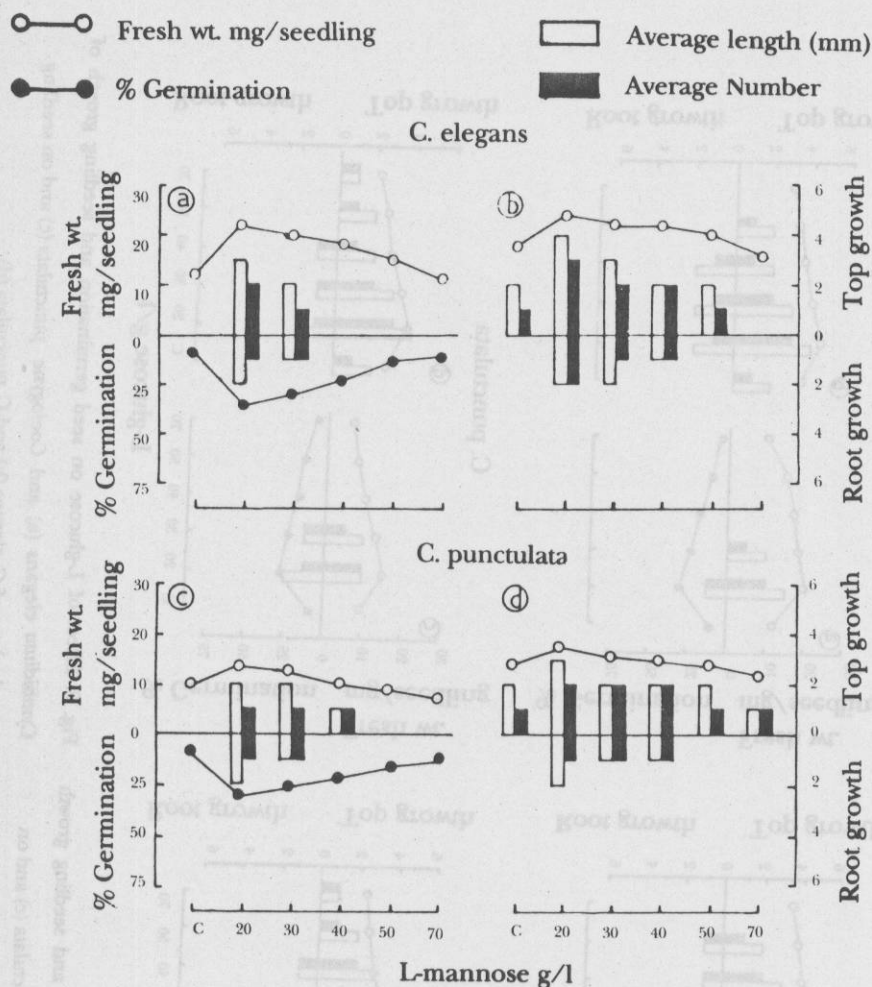 Fresh wt. mg/seedling
Average length (mm)
% Germination
Average Number
C. elegans
Fresh wt.
mg/seedling
% Germination
30
20
10
0
25
50
75
a
b
6
4
2
0
2
4
6
Top growth
Root growth
C. punctulata
Fresh wt.
mg/seedling
% Germination
30
20
10
0
25
50
75
c
d
6
4
2
0
2
4
6
Top growth
Root growth
C 20 30 40 50 70
C 20 30 40 50 70
L-mannose g/l